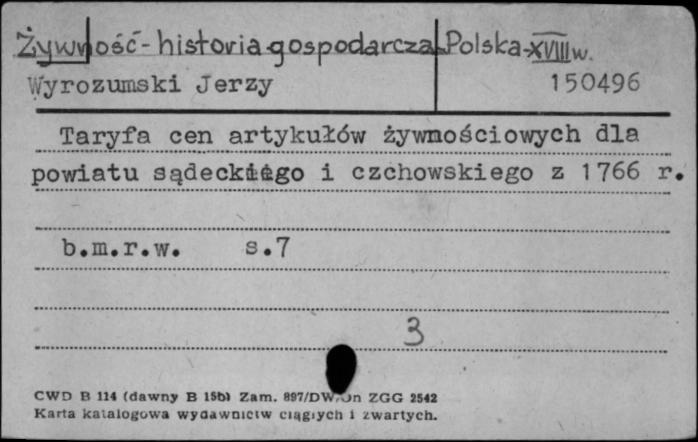 Żywność - historia gospodarcza Polska - XVIII w.
Wyrozumski Jerzy 150496
Taryfa cen artykułów żywnościowych dla
powiatu sądeckiego i czchowskiego z 1766 r.
b.m.r.w. s.7
3
CWD B 114 (dawny B 15b) Zam. 897/DW/Jn ZGG 2542
Karta katalogowa wydawnictw ciągłych i zwartych.